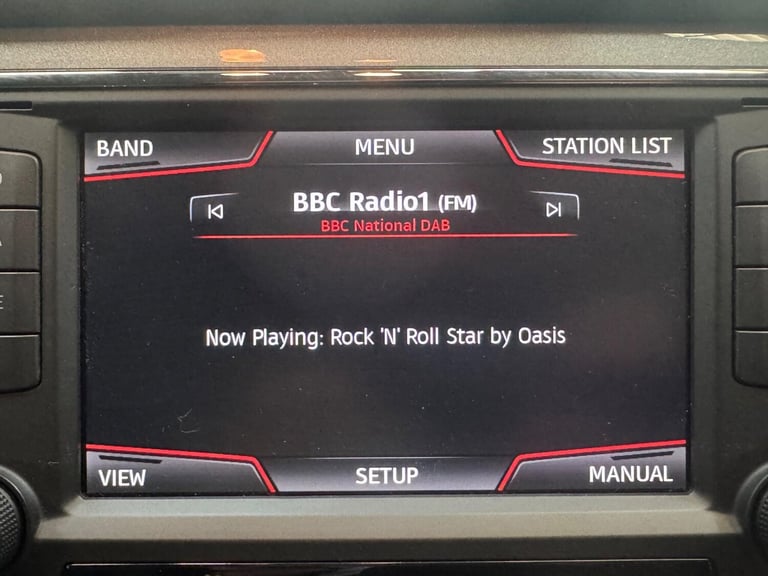 BAND
MENU
STATION LIST
BBC Radio1 (FM)
BBC National DAB
Now Playing: Rock 'N' Roll Star by Oasis
VIEW
SETUP
MANUAL